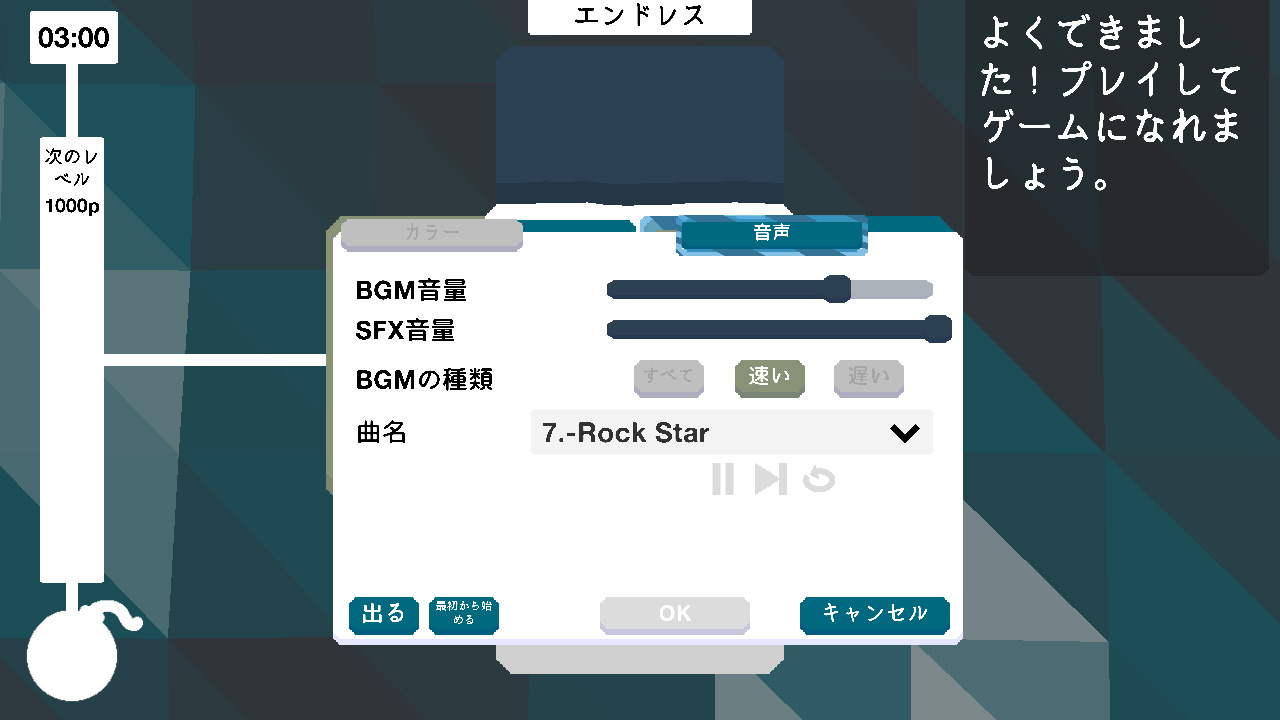 03:00
エンドレス
よくできまし
た！プレイして
ゲームになれま
しょう。
次のレ
ベル
1000p
カラー
音声
BGM音量
SFX音量
BGMの種類
すべて
速い
遅い
曲名
7.-Rock Star
出る
最初から始
める
OK
キャンセル